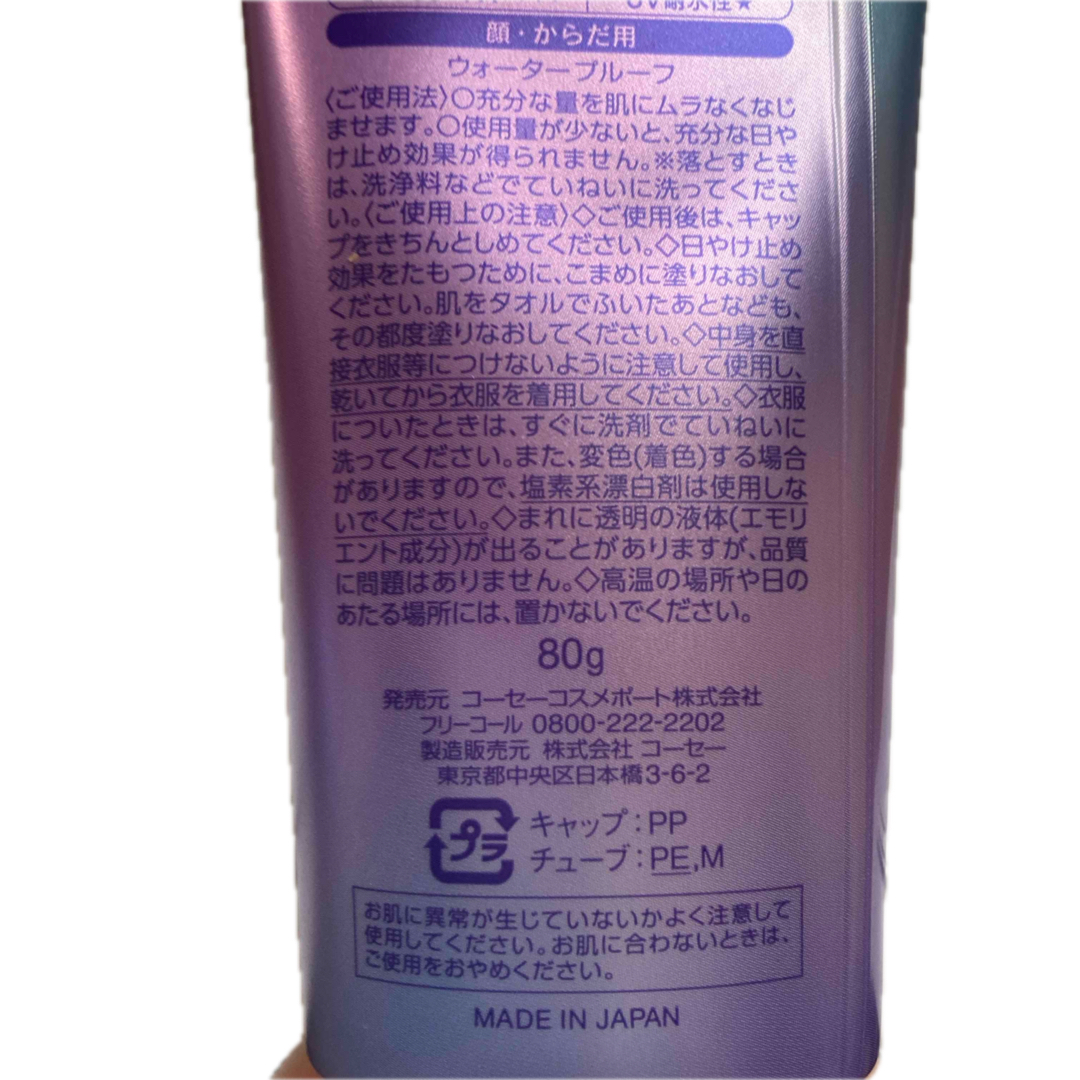 UV耐水性★
顔・からだ用
ウォータープルーフ
〈ご使用法〉○充分な量を肌にムラなくなじ
ませます。○使用量が少ないと、充分な日や
け止め効果が得られません。※落とすとき
は、洗浄料などでていねいに洗ってくださ
い。〈ご使用上の注意〉◇ご使用後は、キャッ
プをきちんとしめてください。◇日やけ止め
効果をたもつために、こまめに塗りなおして
ください。肌をタオルでふいたあとなども、
その都度塗りなおしてください。◇中身を直
接衣服等につけないように注意して使用し、
乾いてから衣服を着用してください。◇衣服
についたときは、すぐに洗剤でていねいに
洗ってください。また、変色(着色)する場合
がありますので、塩素系漂白剤は使用しな
いでください。◇まれに透明の液体(エモリ
エント成分)が出ることがありますが、品質
に問題はありません。◇高温の場所や日の
あたる場所には、置かないでください。
80g
発売元 コーセーコスメポート株式会社
フリーコール 0800-222-2202
製造販売元 株式会社 コーセー
東京都中央区日本橋3-6-2
プラ
キャップ:PP
チューブ:PE,M
お肌に異常が生じていないかよく注意して
使用してください。お肌に合わないときは、
ご使用をおやめください。
MADE IN JAPAN